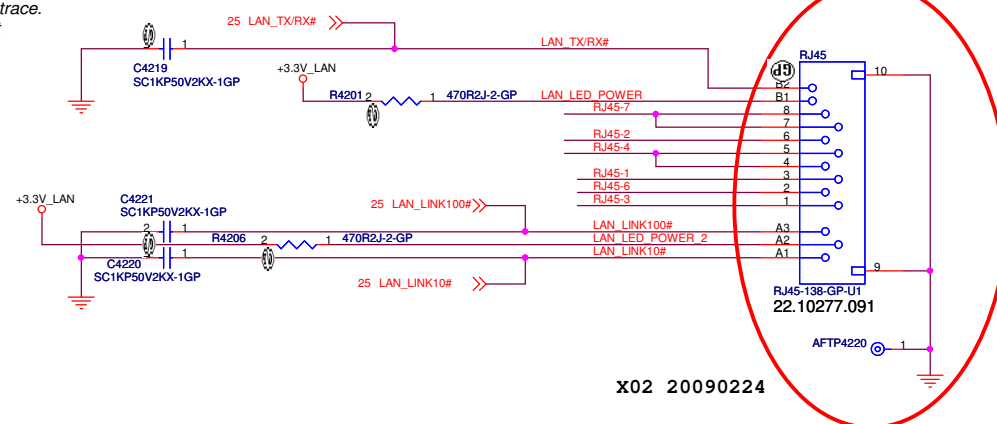 trace.
25 LAN_TX/RX#
C4219
SC1KP50V2KX-1GP
1
LAN_TX/RX#
+3.3V_LAN
R4201
2
1
470R2J-2-GP
LAN_LED_POWER
RJ45-7
RJ45-2
RJ45-4
RJ45-1
RJ45-6
RJ45-3
RJ45
GP
10
B2
B1
8
7
6
5
4
3
2
1
A3
A2
A1
9
+3.3V_LAN
C4221
SC1KP50V2KX-1GP
2
1
25 LAN_LINK100#
LAN_LINK100#
R4206
2
1
470R2J-2-GP
LAN_LED_POWER_2
LAN_LINK10#
C4220
SC1KP50V2KX-1GP
1
25 LAN_LINK10#
RJ45-138-GP-U1
22.10277.091
AFTP4220
1
X02 20090224